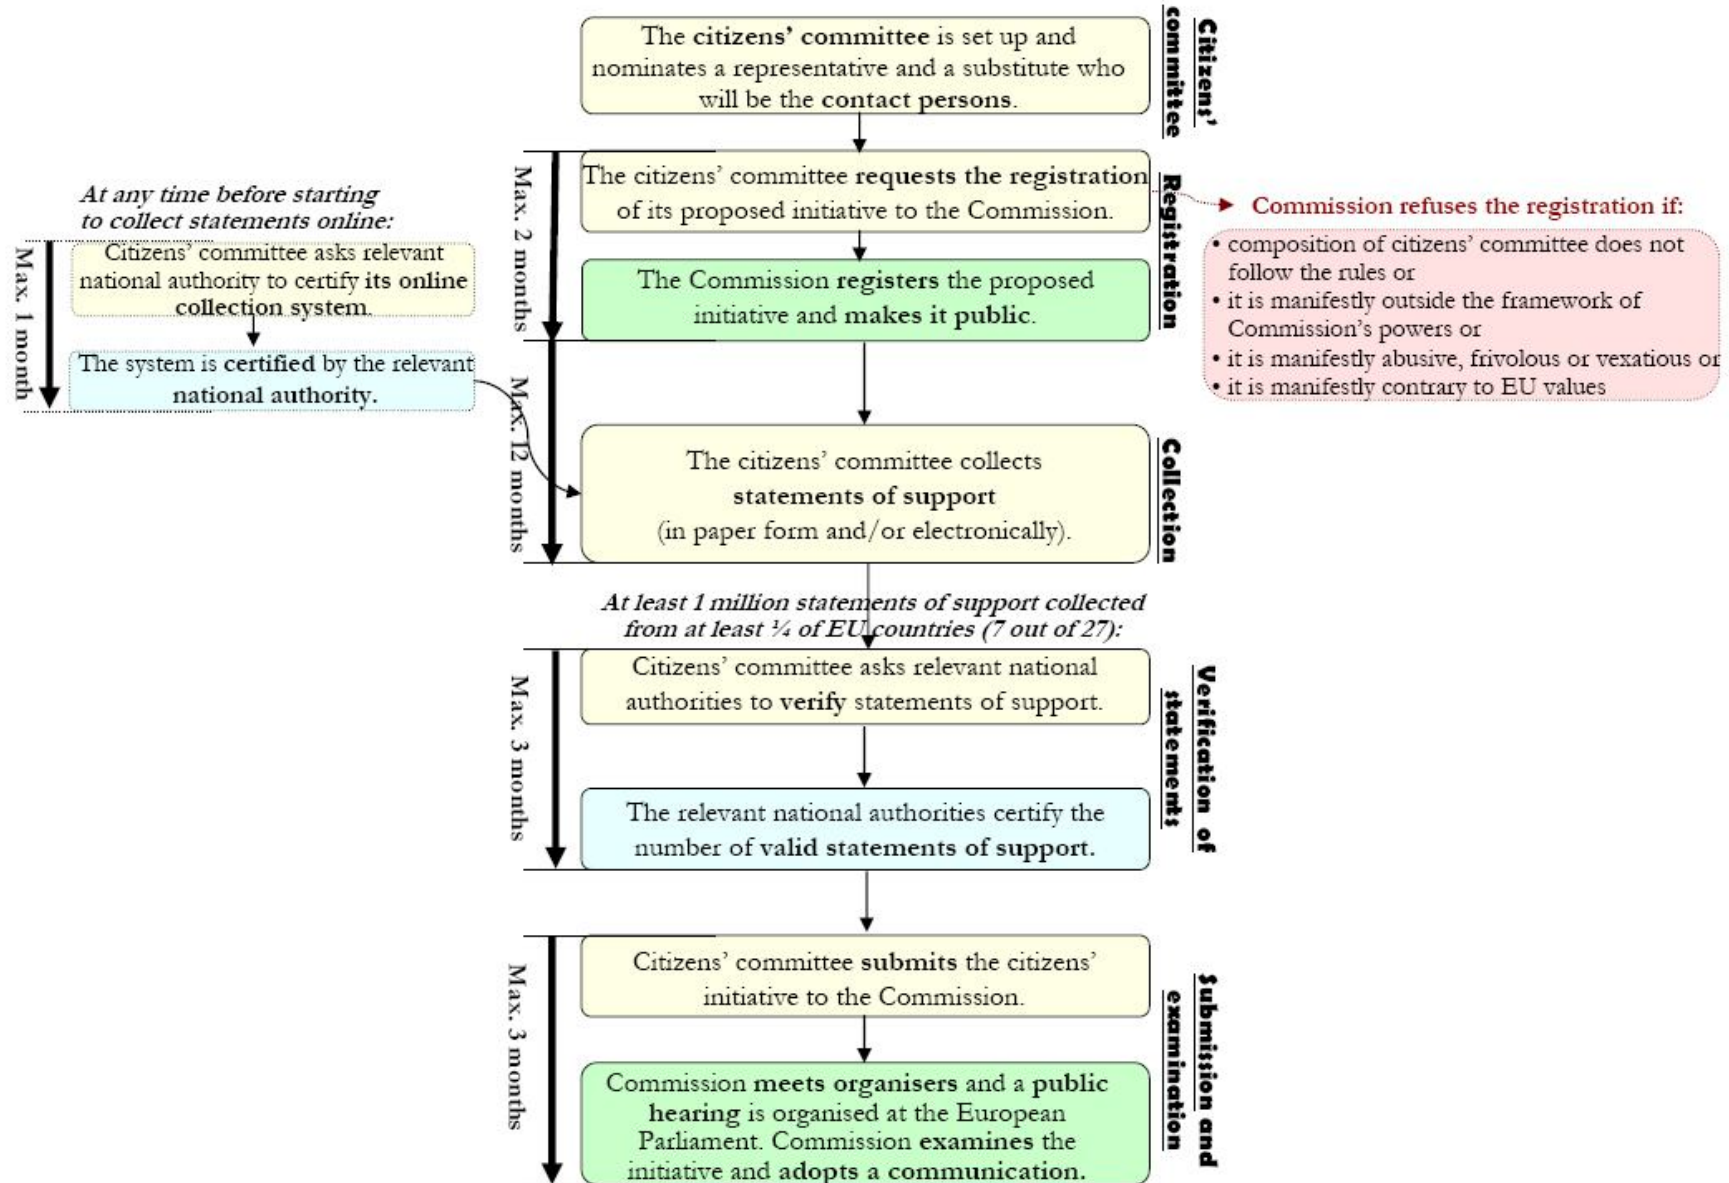 The citizens' committee is set up and
nominates a representative and a substitute who
will be the contact persons.
Citizens'
committee
Max. 2 months
The citizens' committee requests the registration
of its proposed initiative to the Commission.
Registration
Commission refuses the registration if:
• composition of citizens' committee does not
follow the rules or
• it is manifestly outside the framework of
Commission's powers or
• it is manifestly abusive, frivolous or vexatious or
• it is manifestly contrary to EU values
The Commission registers the proposed
initiative and makes it public.
At any time before starting
to collect statements online:
Max. 1 month
Citizens' committee asks relevant
national authority to certify its online
collection system.
The system is certified by the relevant
national authority.
Max. 12 months
The citizens' committee collects
statements of support
(in paper form and/or electronically).
Collection
At least 1 million statements of support collected
from at least ¼ of EU countries (7 out of 27):
Max. 3 months
Citizens' committee asks relevant national
authorities to verify statements of support.
Verification of
statements
The relevant national authorities certify the
number of valid statements of support.
Max. 3 months
Citizens' committee submits the citizens'
initiative to the Commission.
Submission and
examination
Commission meets organisers and a public
hearing is organised at the European
Parliament. Commission examines the
initiative and adopts a communication.